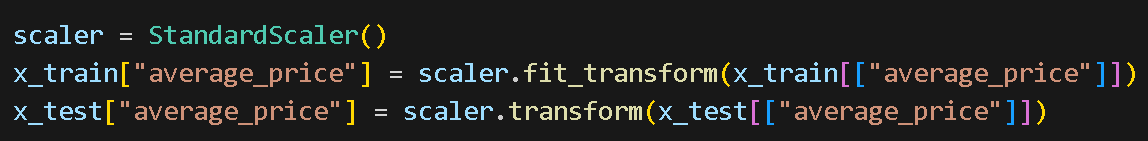 scaler = StandardScaler()
x_train["average_price"] = scaler.fit_transform(x_train[["average_price"]])
x_test["average_price"] = scaler.transform(x_test[["average_price"]])